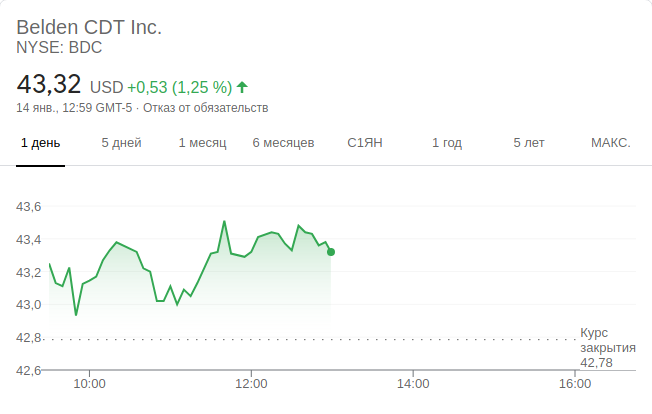 Belden CDT Inc.
NYSE: BDC
43,32 USD +0,53 (1,25 %)
14 янв., 12:59 GMT-5 · Отказ от обязательств
1 день 5 дней 1 месяц 6 месяцев С1ЯН 1 год 5 лет МАКС.
43,6
43,4
43,2
43,0
42,8
42,6
Курс
закрытия
42,78
10:00 12:00 14:00 16:00